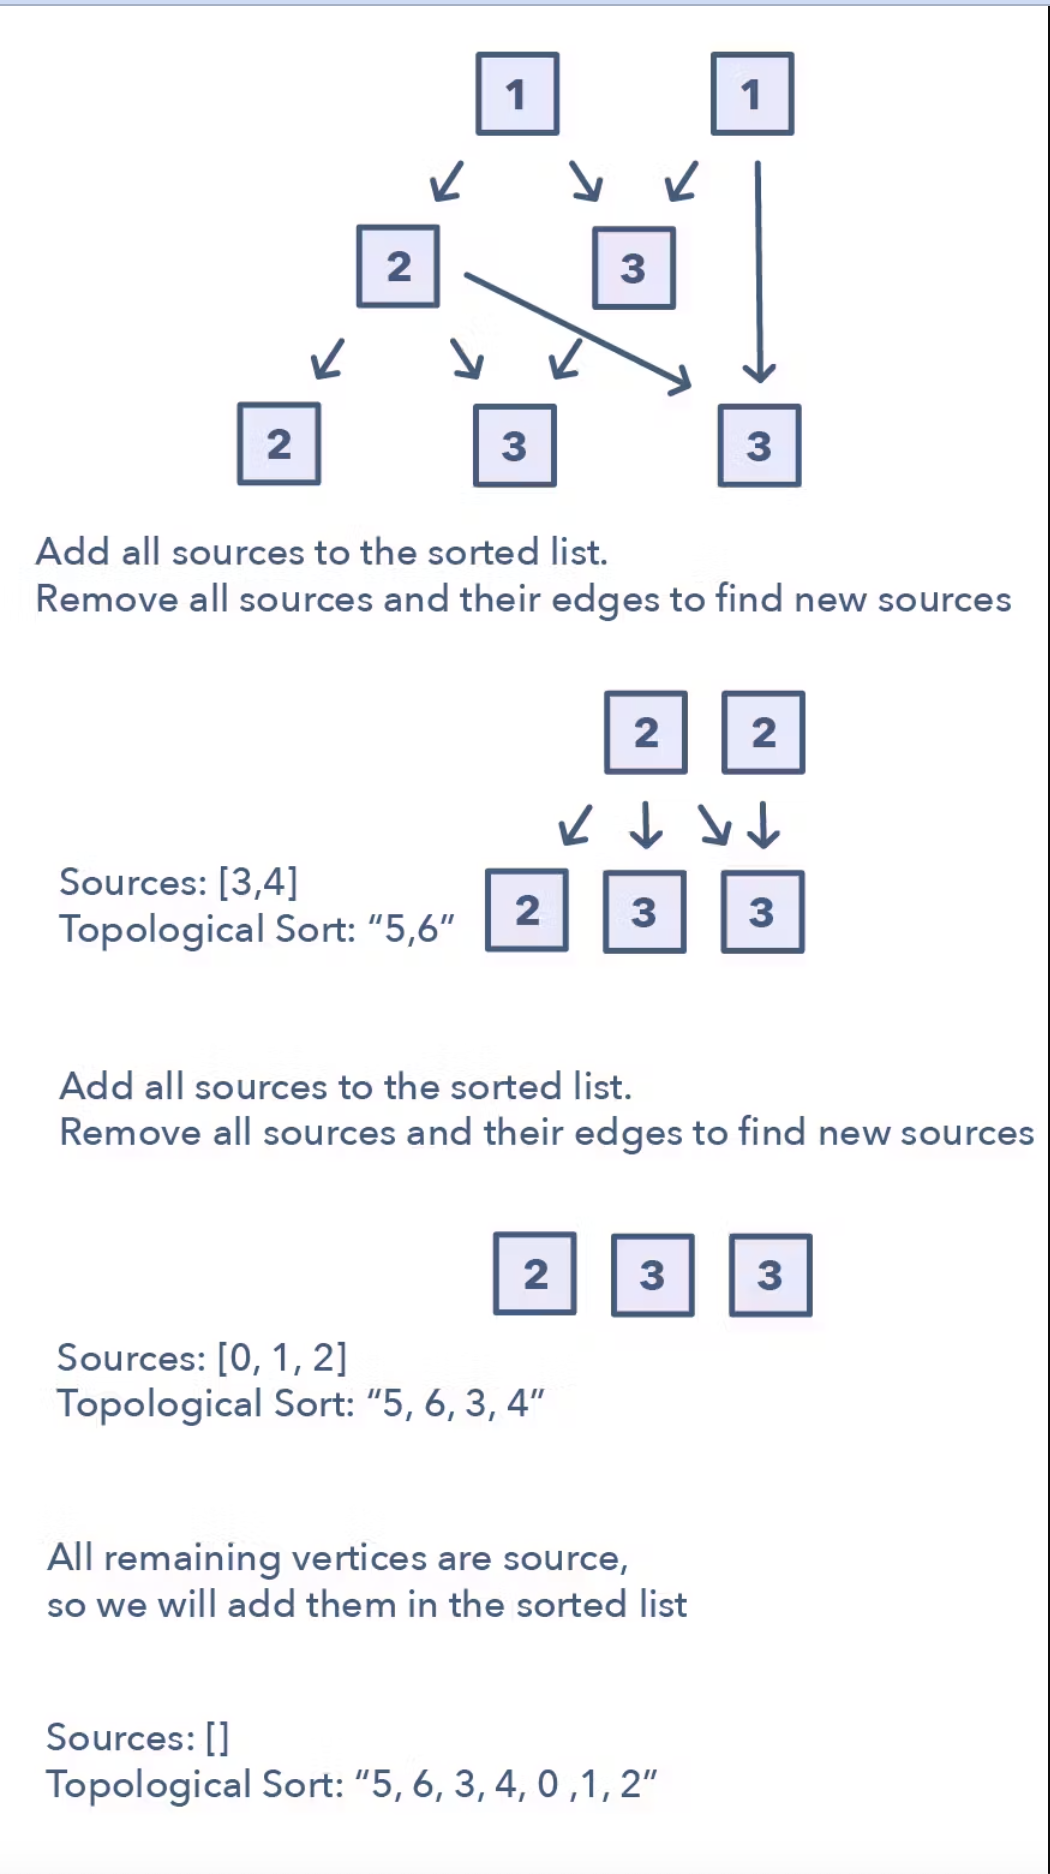 1 1
2 3
2 3 3
Add all sources to the sorted list.
Remove all sources and their edges to find new sources
2 2
2 3 3
Sources: [3,4]
Topological Sort: “5,6”
Add all sources to the sorted list.
Remove all sources and their edges to find new sources
2 3 3
Sources: [0, 1, 2]
Topological Sort: “5, 6, 3, 4”
All remaining vertices are source,
so we will add them in the sorted list
Sources: []
Topological Sort: “5, 6, 3, 4, 0 ,1, 2”